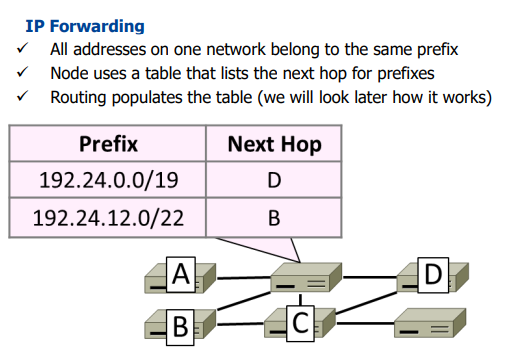 IP Forwarding
✓ All addresses on one network belong to the same prefix
✓ Node uses a table that lists the next hop for prefixes
✓ Routing populates the table (we will look later how it works)
Prefix Next Hop
192.24.0.0/19 D
192.24.12.0/22 B
A D
B C